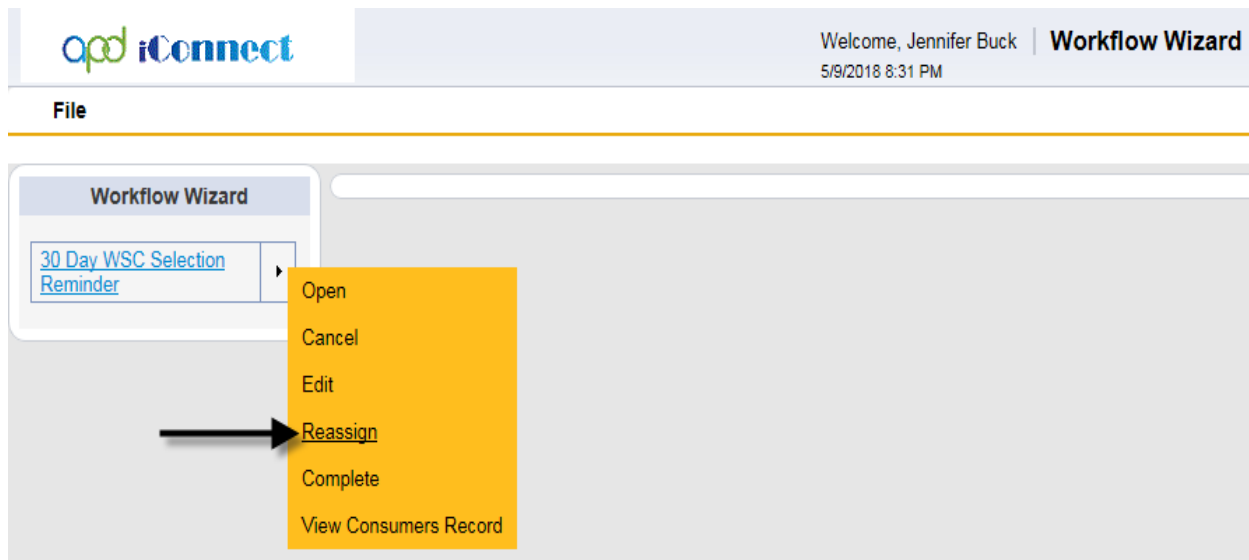 apd iConnect
Welcome, Jennifer Buck
Workflow Wizard
5/9/2018 8:31 PM
File
Workflow Wizard
30 Day WSC Selection
Reminder
Open
Cancel
Edit
Reassign
Complete
View Consumers Record